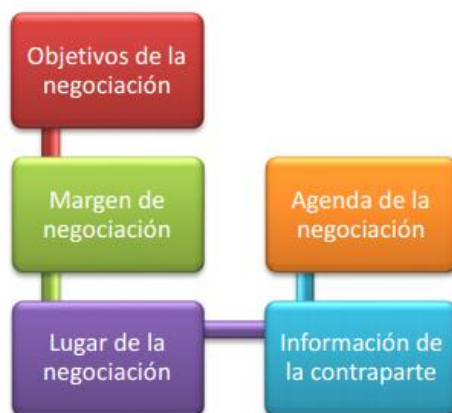 Objetivos de la
negociación
Margen de
negociación
Lugar de la
negociación
Información de
la contraparte
Agenda de la
negociación